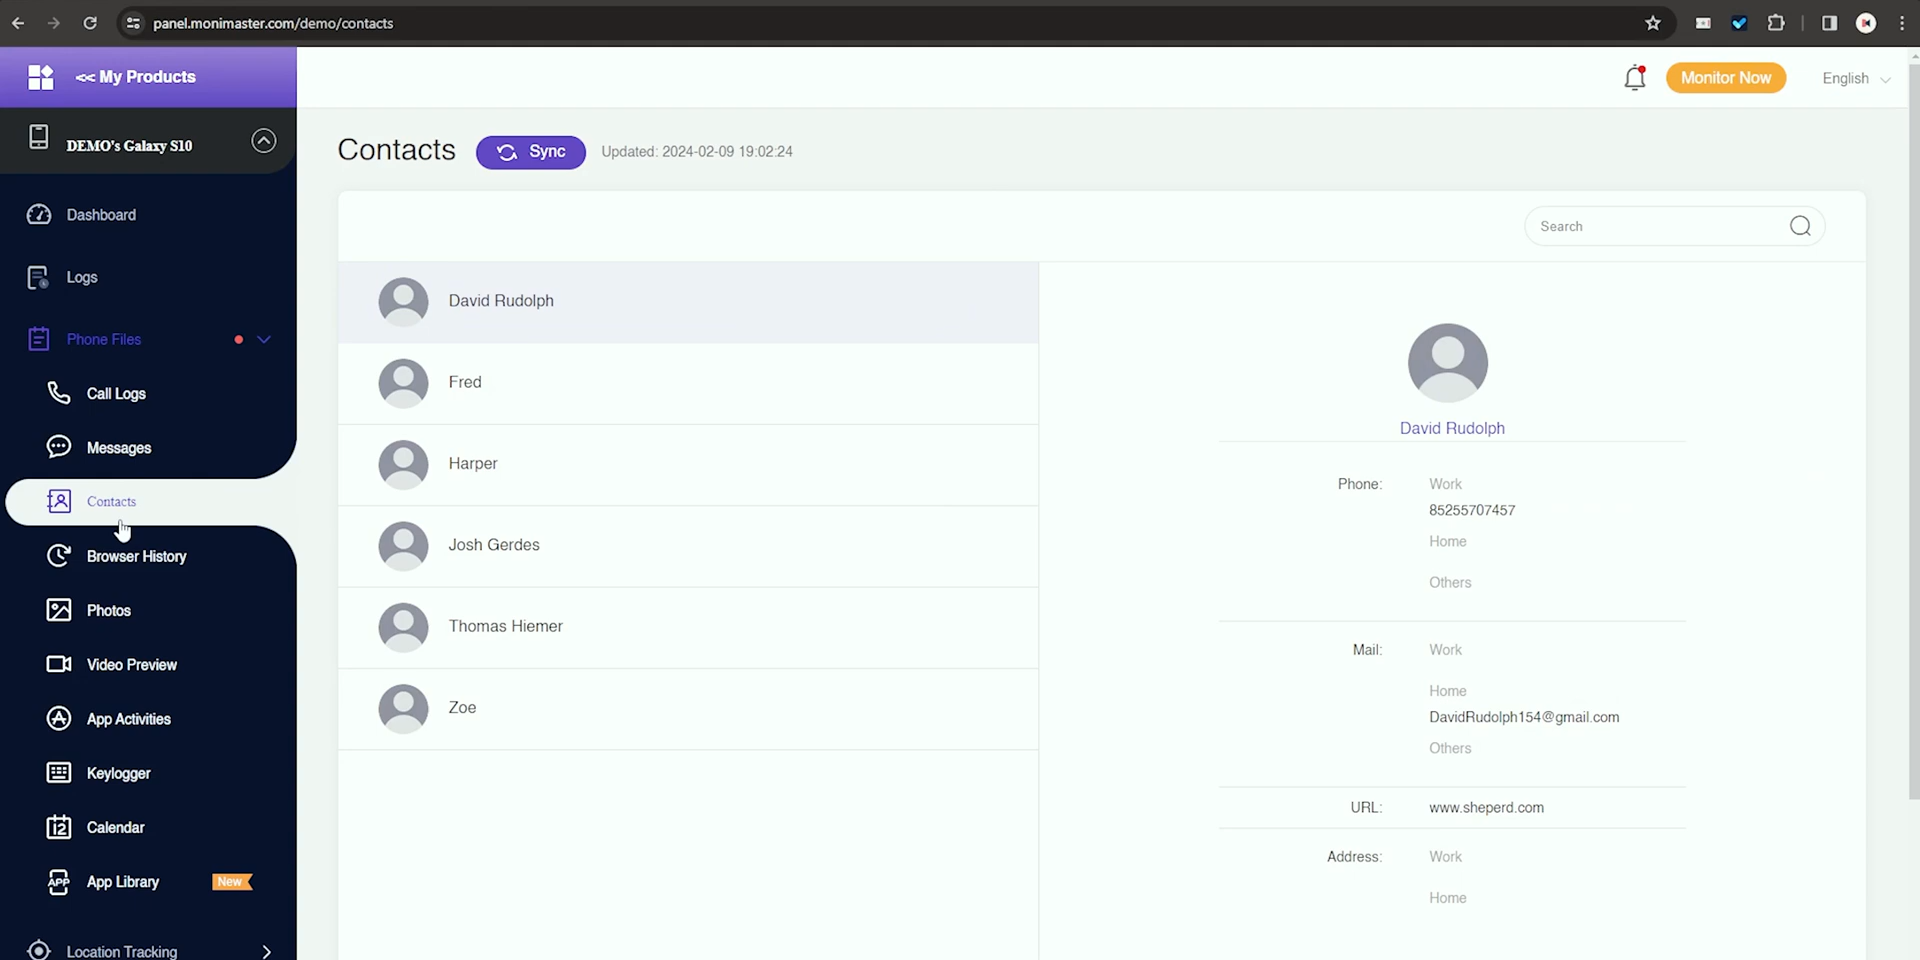 panel.monimaster.com/demo/contacts
<< My Products
Monitor Now
English
DEMO's Galaxy S10
Contacts
Sync
Updated: 2024-02-09 19:02:24
Dashboard
Search
Logs
David Rudolph
Phone Files
Fred
Call Logs
David Rudolph
Messages
Harper
Phone:
Work
85255707457
Contacts
Home
Josh Gerdes
Browser History
Others
Photos
Thomas Hiemer
Mail:
Work
Video Preview
Home
Zoe
DavidRudolph154@gmail.com
App Activities
Others
Keylogger
URL:
www.sheperd.com
12
Calendar
Address:
Work
APP
App Library
New
Home
Location Tracking